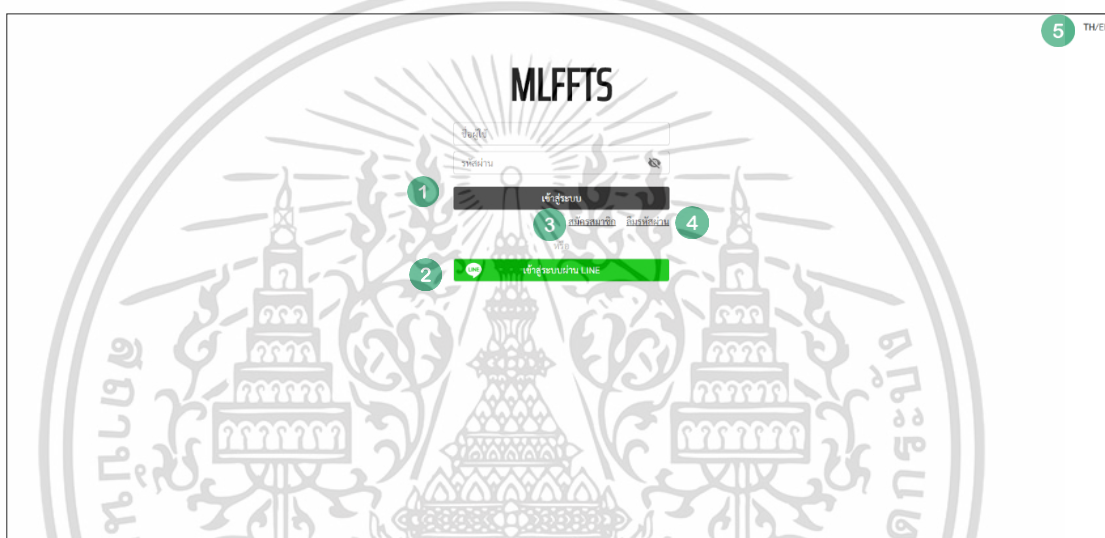 5 TH/E
MLFFTS
ชื่อผู้ใช้
รหัสผ่าน
1 เข้าสู่ระบบ
3 สมัครสมาชิก ลืมรหัสผ่าน 4
หรือ
2 LINE เข้าสู่ระบบผ่าน LINE